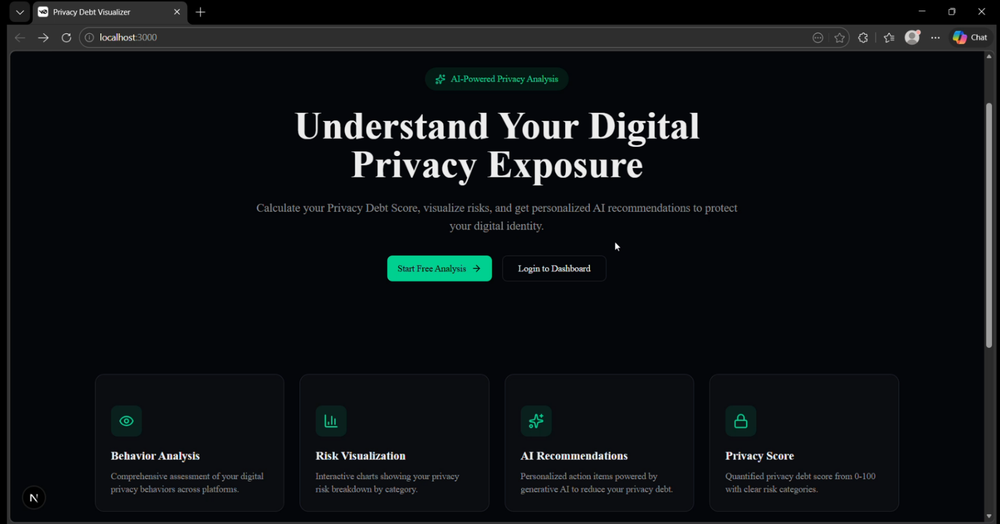 Privacy Debt Visualizer
localhost:3000
Chat
AI-Powered Privacy Analysis
Understand Your Digital
Privacy Exposure
Calculate your Privacy Debt Score, visualize risks, and get personalized AI recommendations to protect
your digital identity.
Start Free Analysis →
Login to Dashboard
Behavior Analysis
Comprehensive assessment of your digital
privacy behaviors across platforms.
Risk Visualization
Interactive charts showing your privacy
risk breakdown by category.
AI Recommendations
Personalized action items powered by
generative AI to reduce your privacy debt.
Privacy Score
Quantified privacy debt score from 0-100
with clear risk categories.
N